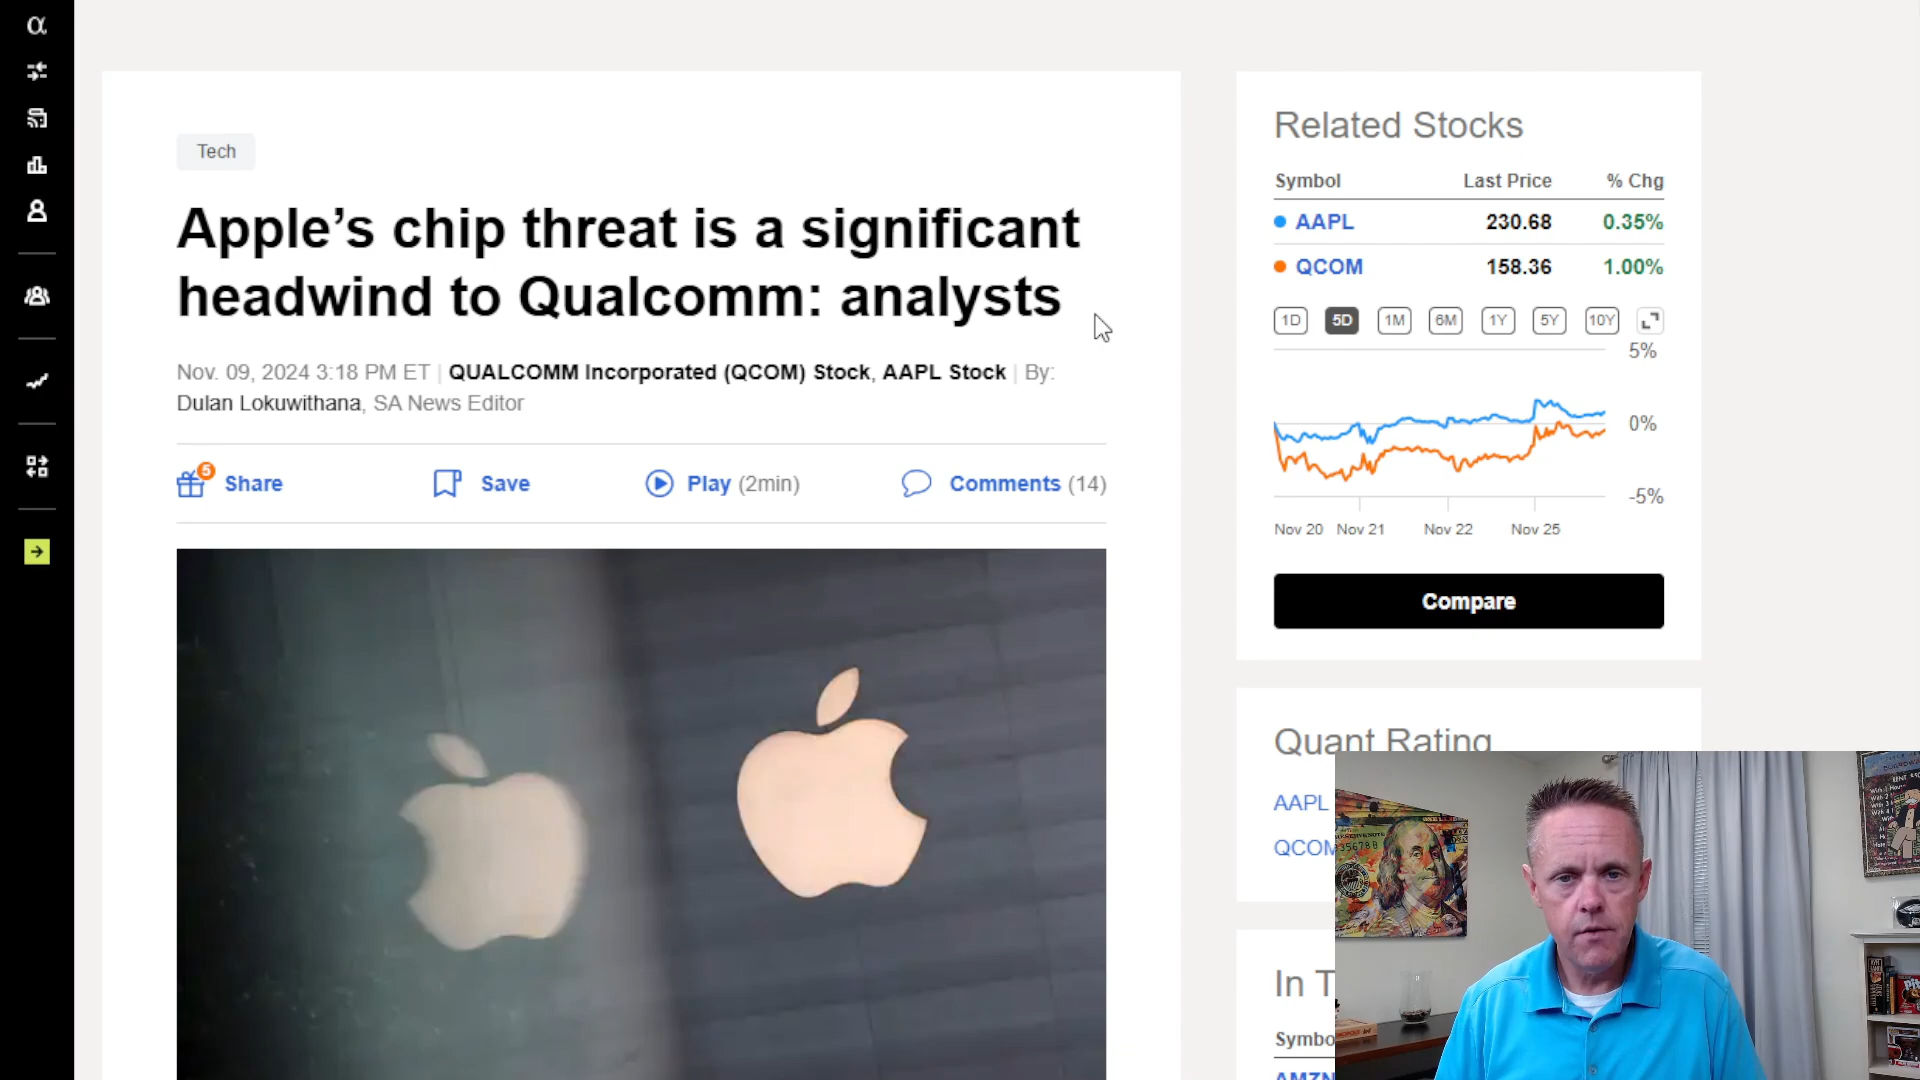 α
Tech
Apple’s chip threat is a significant
headwind to Qualcomm: analysts
Nov. 09, 2024 3:18 PM ET | QUALCOMM Incorporated (QCOM) Stock, AAPL Stock | By:
Dulan Lokuwithana, SA News Editor
5 Share Save Play (2min) Comments (14)
Related Stocks
Symbol Last Price % Chg
AAPL 230.68 0.35%
QCOM 158.36 1.00%
1D 5D 1M 6M 1Y 5Y 10Y
5%
0%
-5%
Nov 20 Nov 21 Nov 22 Nov 25
Compare
Quant Rating
AAPL
QCOM
In T
Symbo
AMZN